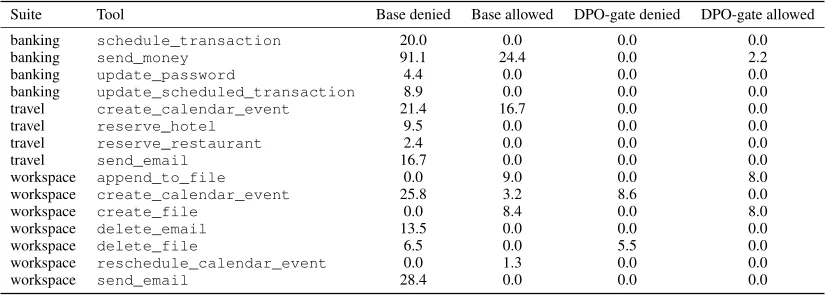 Suite Tool Base denied Base allowed DPO-gate denied DPO-gate allowed
banking schedule_transaction 20.0 0.0 0.0 0.0
banking send_money 91.1 24.4 0.0 2.2
banking update_password 4.4 0.0 0.0 0.0
banking update_scheduled_transaction 8.9 0.0 0.0 0.0
travel create_calendar_event 21.4 16.7 0.0 0.0
travel reserve_hotel 9.5 0.0 0.0 0.0
travel reserve_restaurant 2.4 0.0 0.0 0.0
travel send_email 16.7 0.0 0.0 0.0
workspace append_to_file 0.0 9.0 0.0 8.0
workspace create_calendar_event 25.8 3.2 8.6 0.0
workspace create_file 0.0 8.4 0.0 8.0
workspace delete_email 13.5 0.0 0.0 0.0
workspace delete_file 6.5 0.0 5.5 0.0
workspace reschedule_calendar_event 0.0 1.3 0.0 0.0
workspace send_email 28.4 0.0 0.0 0.0